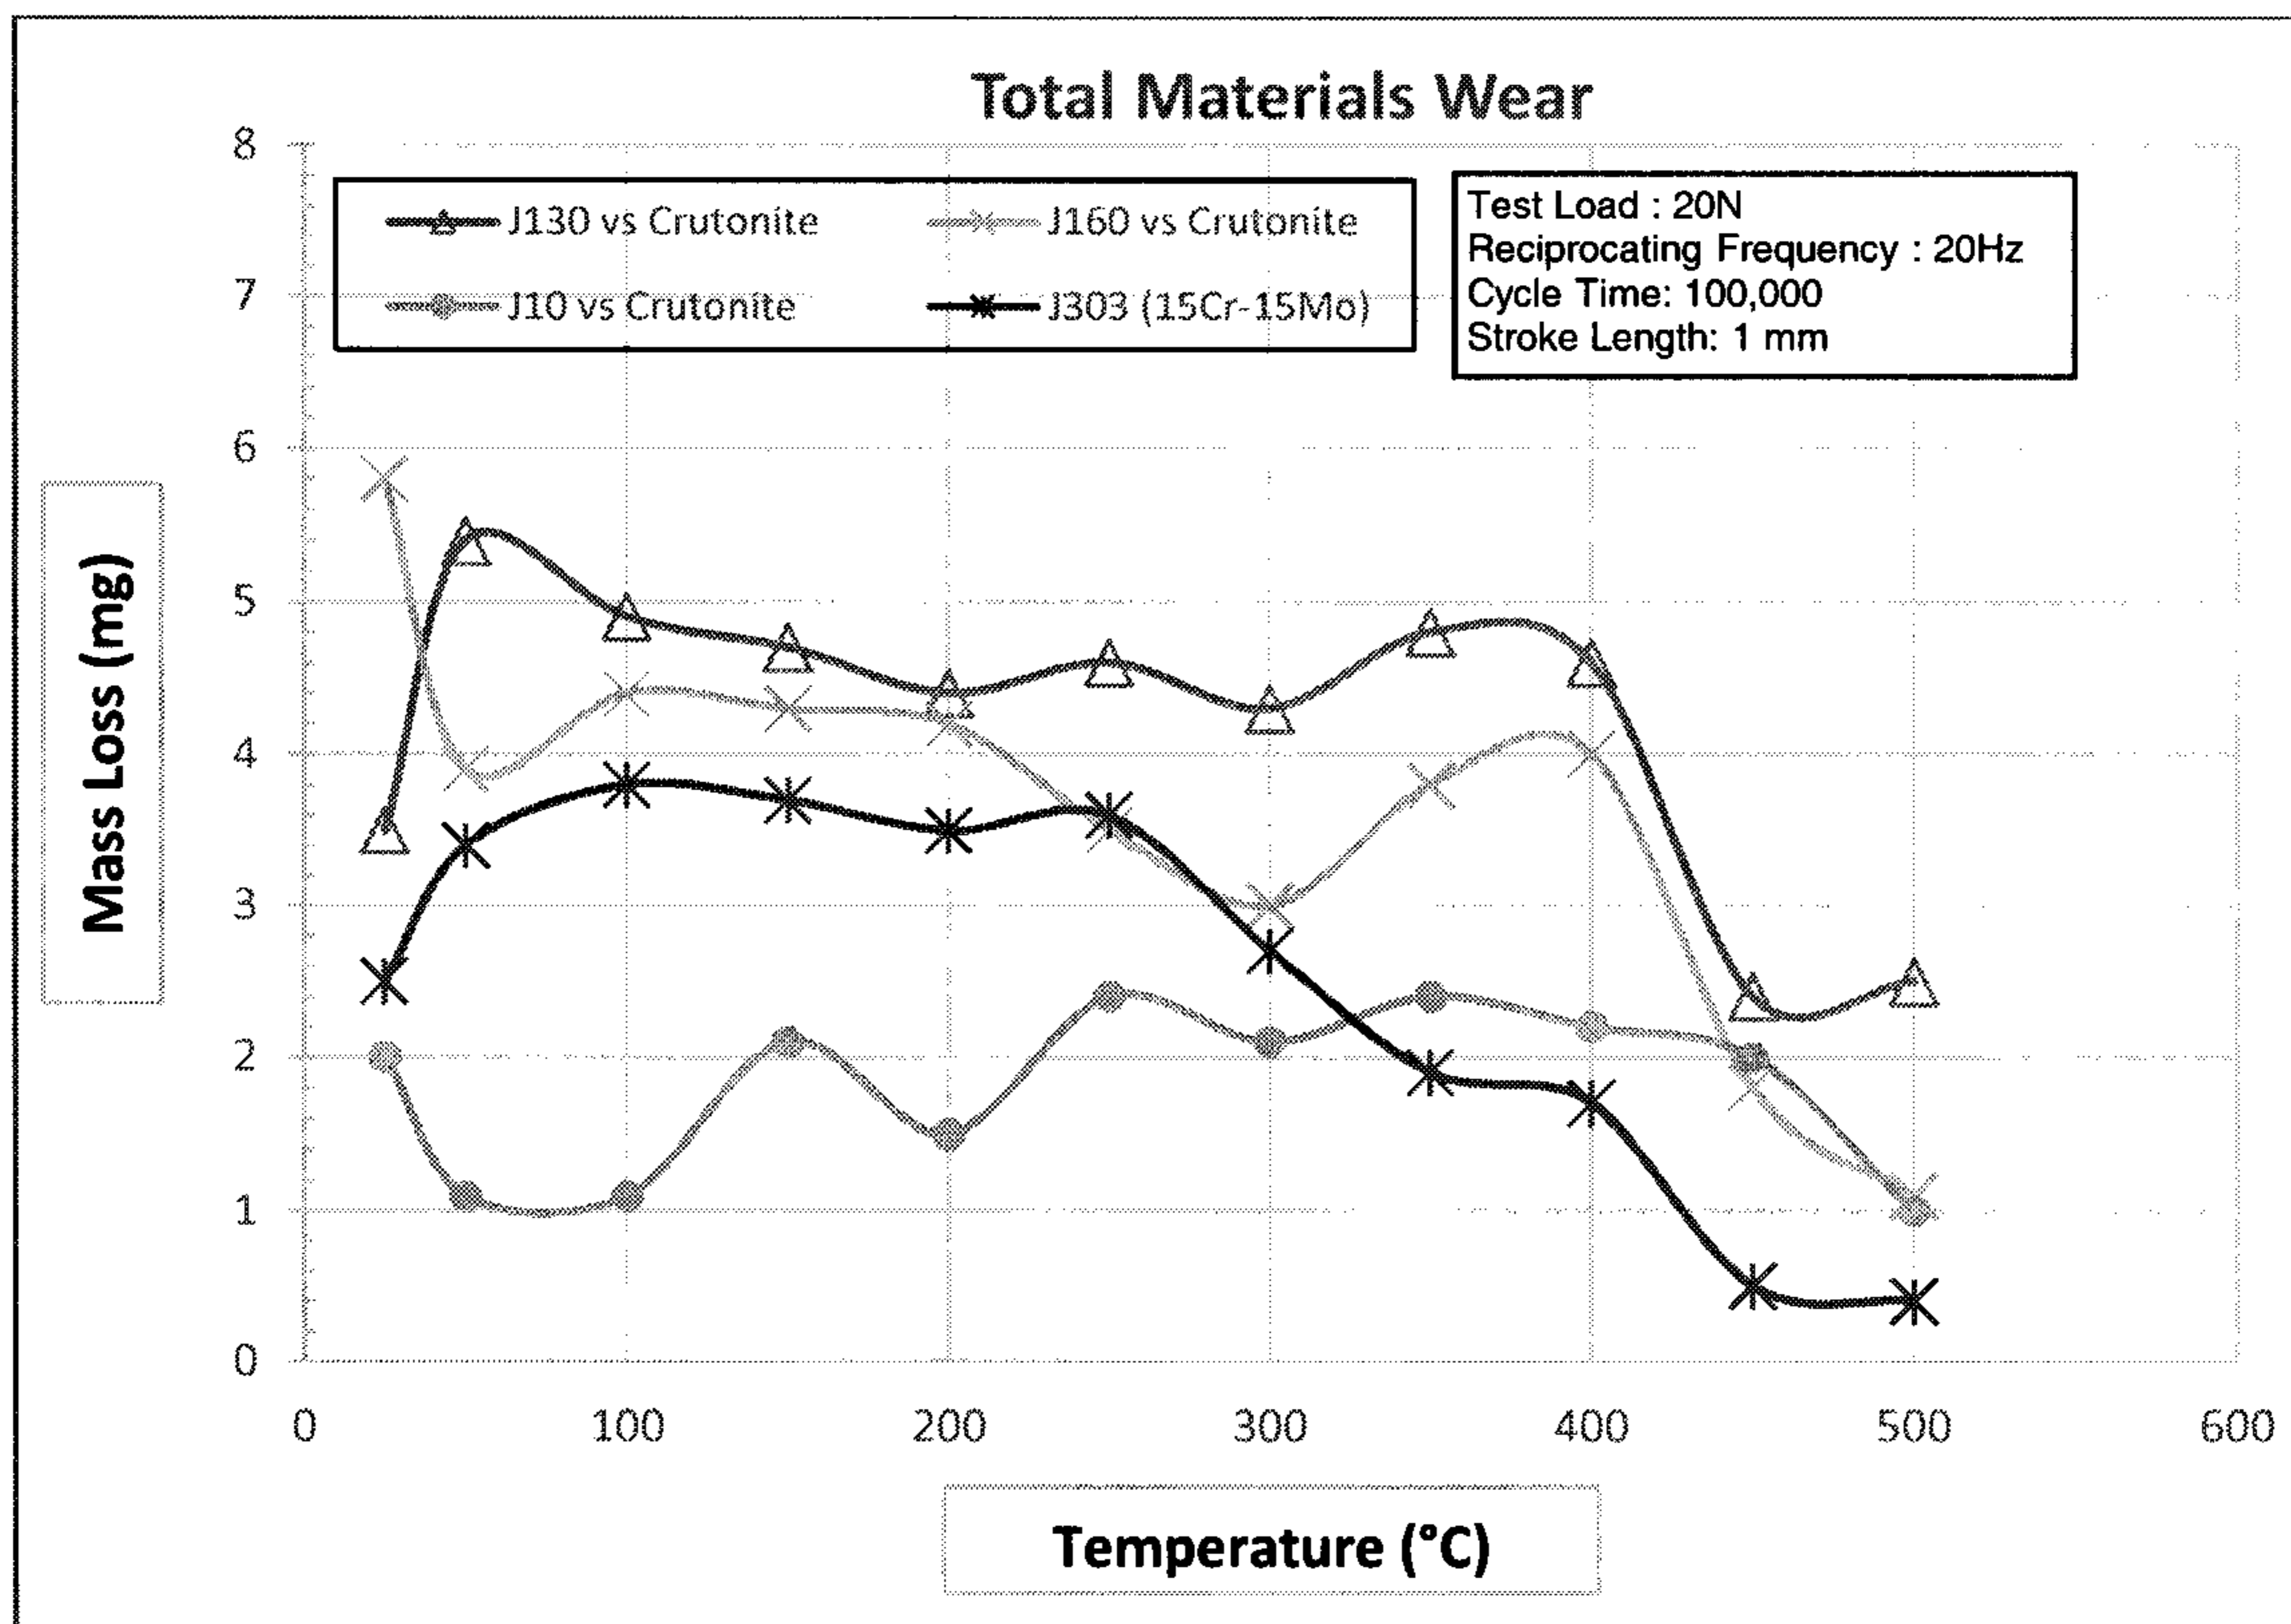 Total Materials Wear
8
7
6
5
4
3
2
1
0
J130 vs Crutonite
J160 vs Crutonite
J10 vs Crutonite
J303 (15Cr-15Mo)
Test Load : 20N
Reciprocating Frequency : 20Hz
Cycle Time: 100,000
Stroke Length: 1 mm
Mass Loss (mg)
0 100 200 300 400 500 600
Temperature (°C)